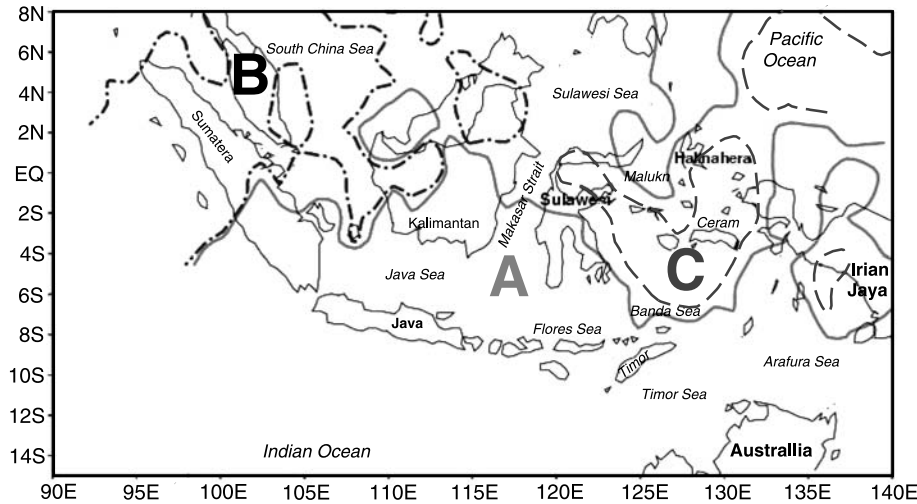 8N
6N
4N
2N
EQ
2S
4S
6S
8S
10S
12S
14S
90E 95E 100E 105E 110E 115E 120E 125E 130E 135E 140E
South China Sea
Pacific
Ocean
B
Sulawesi Sea
Sumatera
Halmahera
Malukn
Makasar Strait
Sulawesi
Kalimantan
Ceram
Java Sea
A
C
Irian
Jaya
Banda Sea
Java
Flores Sea
Timor
Arafura Sea
Timor Sea
Indian Ocean
Australlia